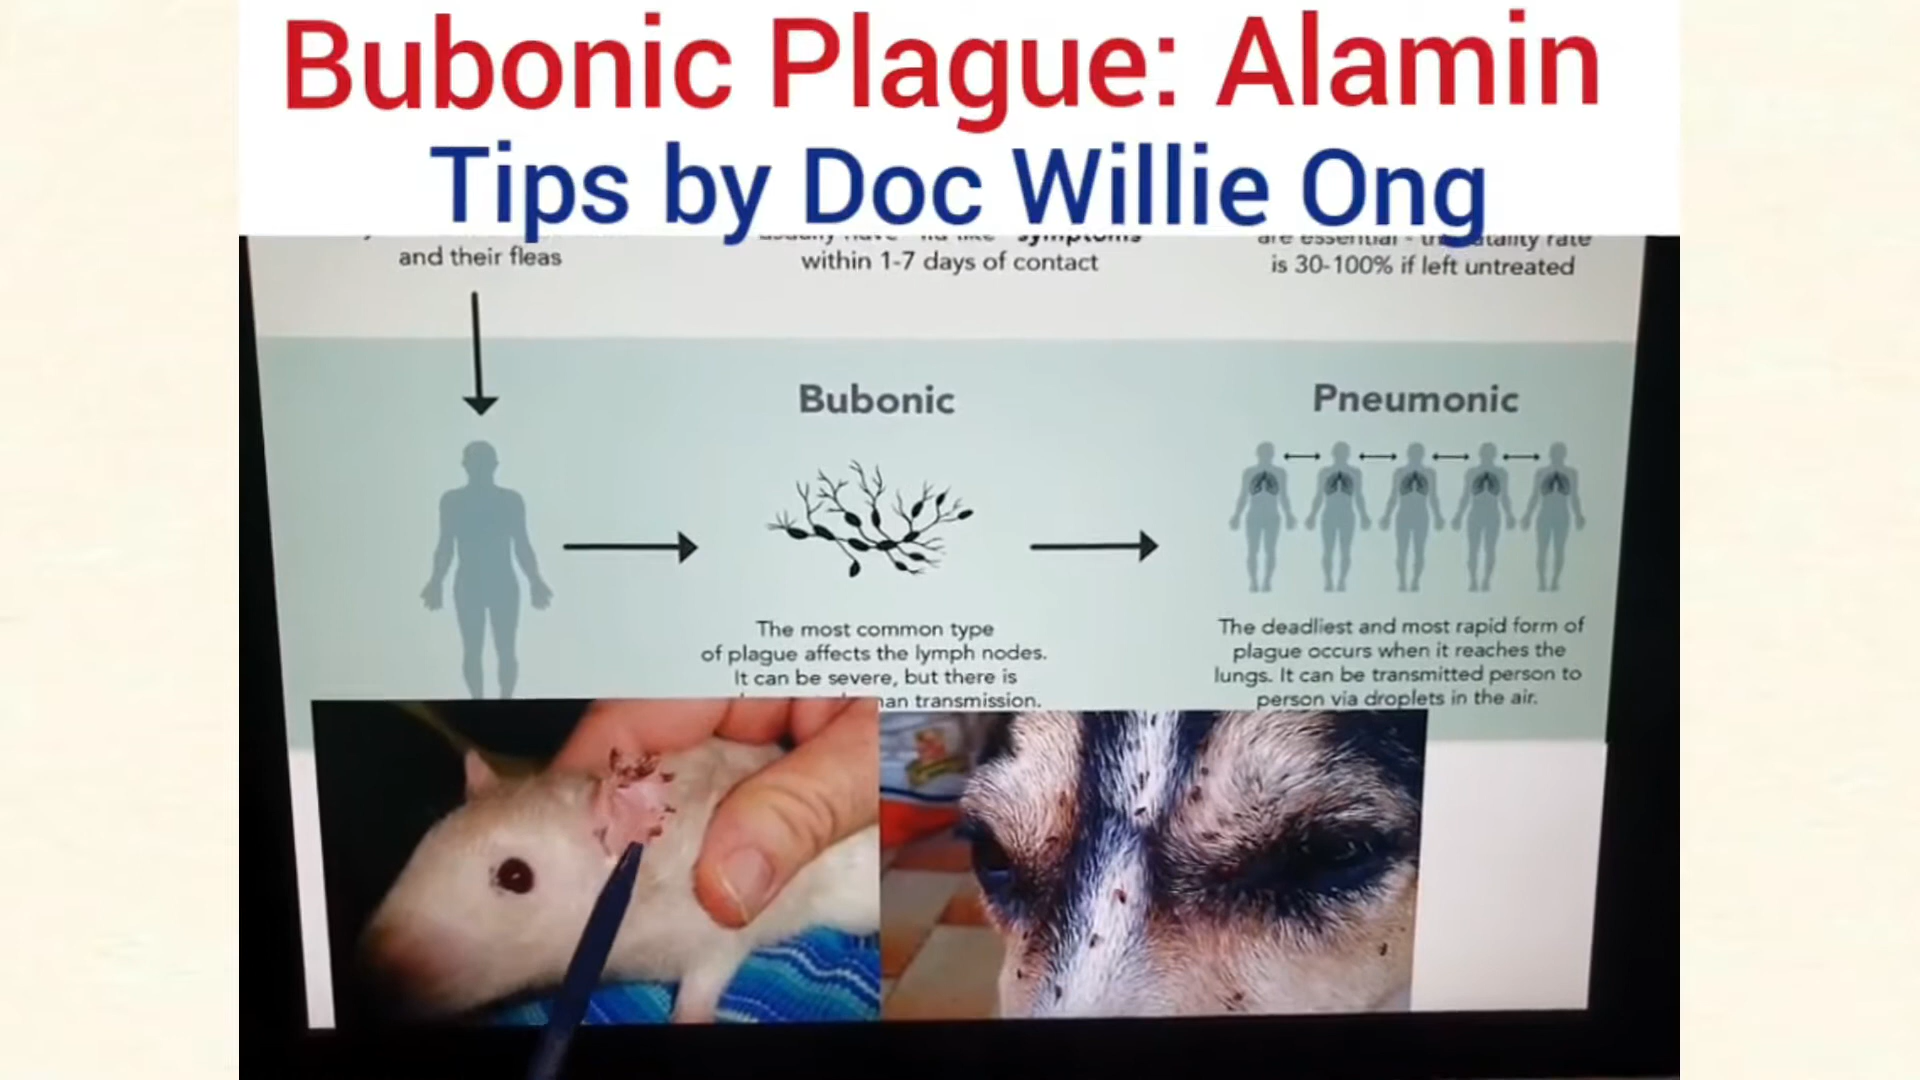 Bubonic Plague: Alamin
Tips by Doc Willie Ong
and their fleas
symptoms
within 1-7 days of contact
are essential - rate
is 30-100% if left untreated
Bubonic
Pneumonic
The most common type
of plague affects the lymph nodes.
It can be severe, but there is
transmission.
The deadliest and most rapid form of
plague occurs when it reaches the
lungs. It can be transmitted person to
person via droplets in the air.